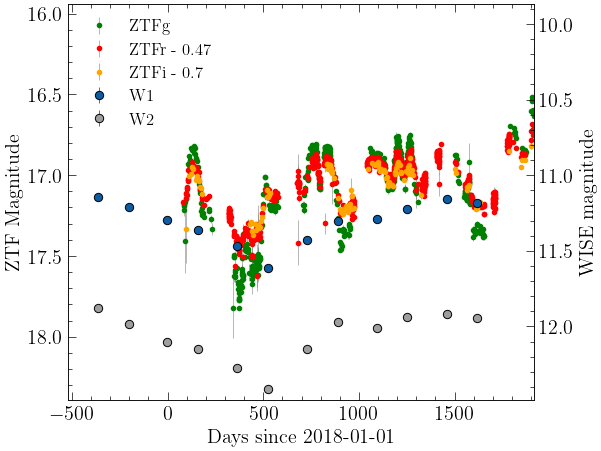 ZTFg
ZTFr - 0.47
ZTFi - 0.7
W1
W2
ZTF Magnitude
16.0
16.5
17.0
17.5
18.0
WISE magnitude
10.0
10.5
11.0
11.5
12.0
−500
0
500
1000
1500
Days since 2018-01-01